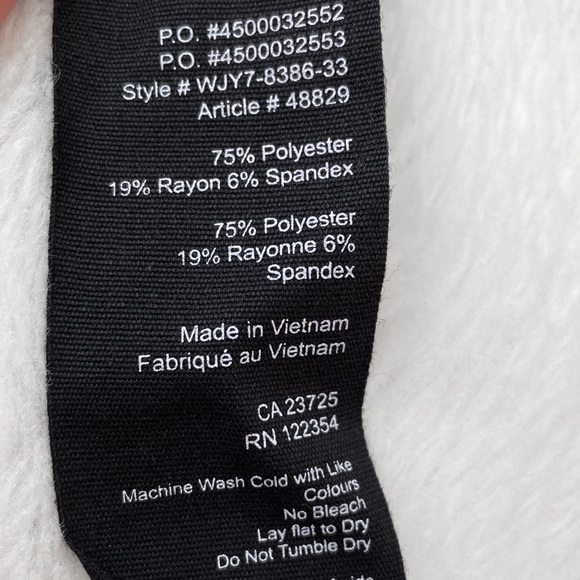 P.O. #4500032552
P.O. #4500032553
Style # WJY7-8386-33
Article # 48829
75% Polyester
19% Rayon 6% Spandex
75% Polyester
19% Rayonne 6%
Spandex
Made in Vietnam
Fabriqué au Vietnam
CA 23725
RN 122354
Machine Wash Cold with Like
Colours
No Bleach
Lay flat to Dry
Do Not Tumble Dry